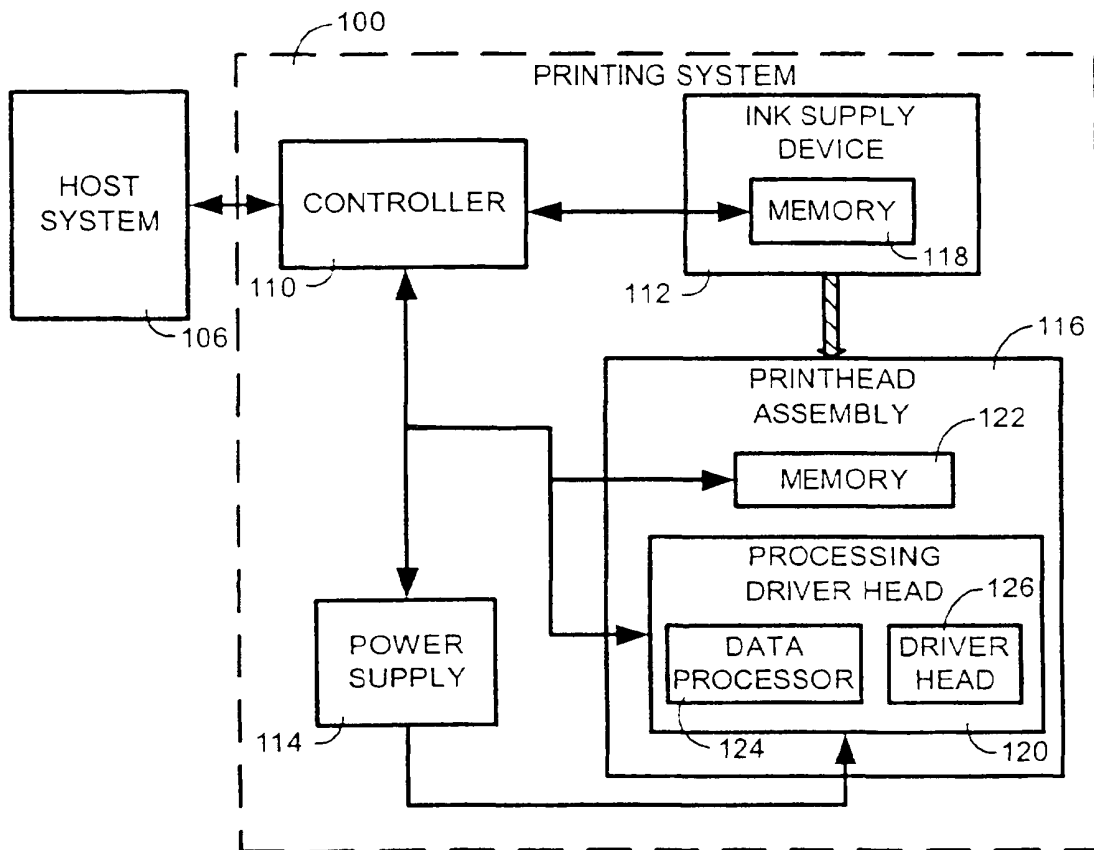 100
PRINTING SYSTEM
HOST
SYSTEM
106
CONTROLLER
110
INK SUPPLY
DEVICE
MEMORY
118
112
116
PRINTHEAD
ASSEMBLY
122
MEMORY
PROCESSING
DRIVER HEAD
126
DATA
PROCESSOR
DRIVER
HEAD
124
120
POWER
SUPPLY
114